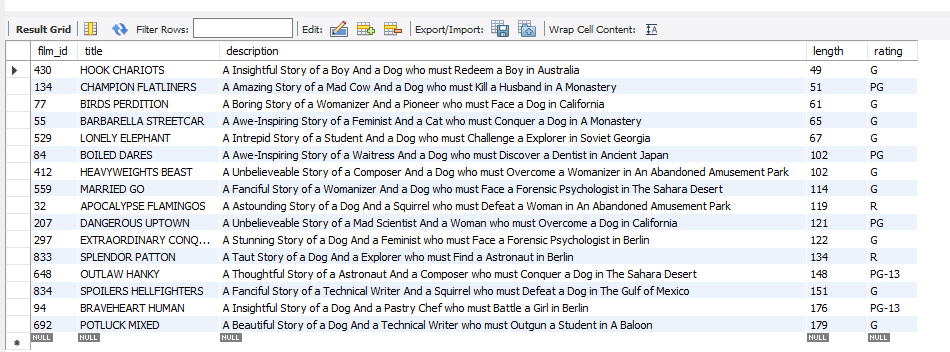 Result Grid Filter Rows: Edit: Export/Import: Wrap Cell Content: IA
film_id title description length rating
430 HOOK CHARIOTS A Insightful Story of a Boy And a Dog who must Redeem a Boy in Australia 49 G
134 CHAMPION FLATLINERS A Amazing Story of a Mad Cow And a Dog who must Kill a Husband in A Monastery 51 PG
77 BIRDS PERDITION A Boring Story of a Womanizer And a Pioneer who must Face a Dog in California 61 G
55 BARBARELLA STREETCAR A Awe-Inspiring Story of a Feminist And a Cat who must Conquer a Dog in A Monastery 65 G
529 LONELY ELEPHANT A Intrepid Story of a Student And a Dog who must Challenge a Explorer in Soviet Georgia 67 G
84 BOILED DARES A Awe-Inspiring Story of a Waitress And a Dog who must Discover a Dentist in Ancient Japan 102 PG
412 HEAVYWEIGHTS BEAST A Unbelieveable Story of a Composer And a Dog who must Overcome a Womanizer in An Abandoned Amusement Park 102 G
559 MARRIED GO A Fanciful Story of a Womanizer And a Dog who must Face a Forensic Psychologist in The Sahara Desert 114 G
32 APOCALYPSE FLAMINGOS A Astounding Story of a Dog And a Squirrel who must Defeat a Woman in An Abandoned Amusement Park 119 R
207 DANGEROUS UPTOWN A Unbelieveable Story of a Mad Scientist And a Woman who must Overcome a Dog in California 121 PG
297 EXTRAORDINARY CONQ... A Stunning Story of a Dog And a Feminist who must Face a Forensic Psychologist in Berlin 122 G
833 SPLENDOR PATTON A Taut Story of a Dog And a Explorer who must Find a Astronaut in Berlin 134 R
648 OUTLAW HANKY A Thoughtful Story of a Astronaut And a Composer who must Conquer a Dog in The Sahara Desert 148 PG-13
834 SPOILERS HELLFIGHTERS A Fanciful Story of a Technical Writer And a Squirrel who must Defeat a Dog in The Gulf of Mexico 151 G
94 BRAVEHEART HUMAN A Insightful Story of a Dog And a Pastry Chef who must Battle a Girl in Berlin 176 PG-13
692 POTLUCK MIXED A Beautiful Story of a Dog And a Technical Writer who must Outgun a Student in A Baloon 179 G
NULL NULL NULL NULL NULL